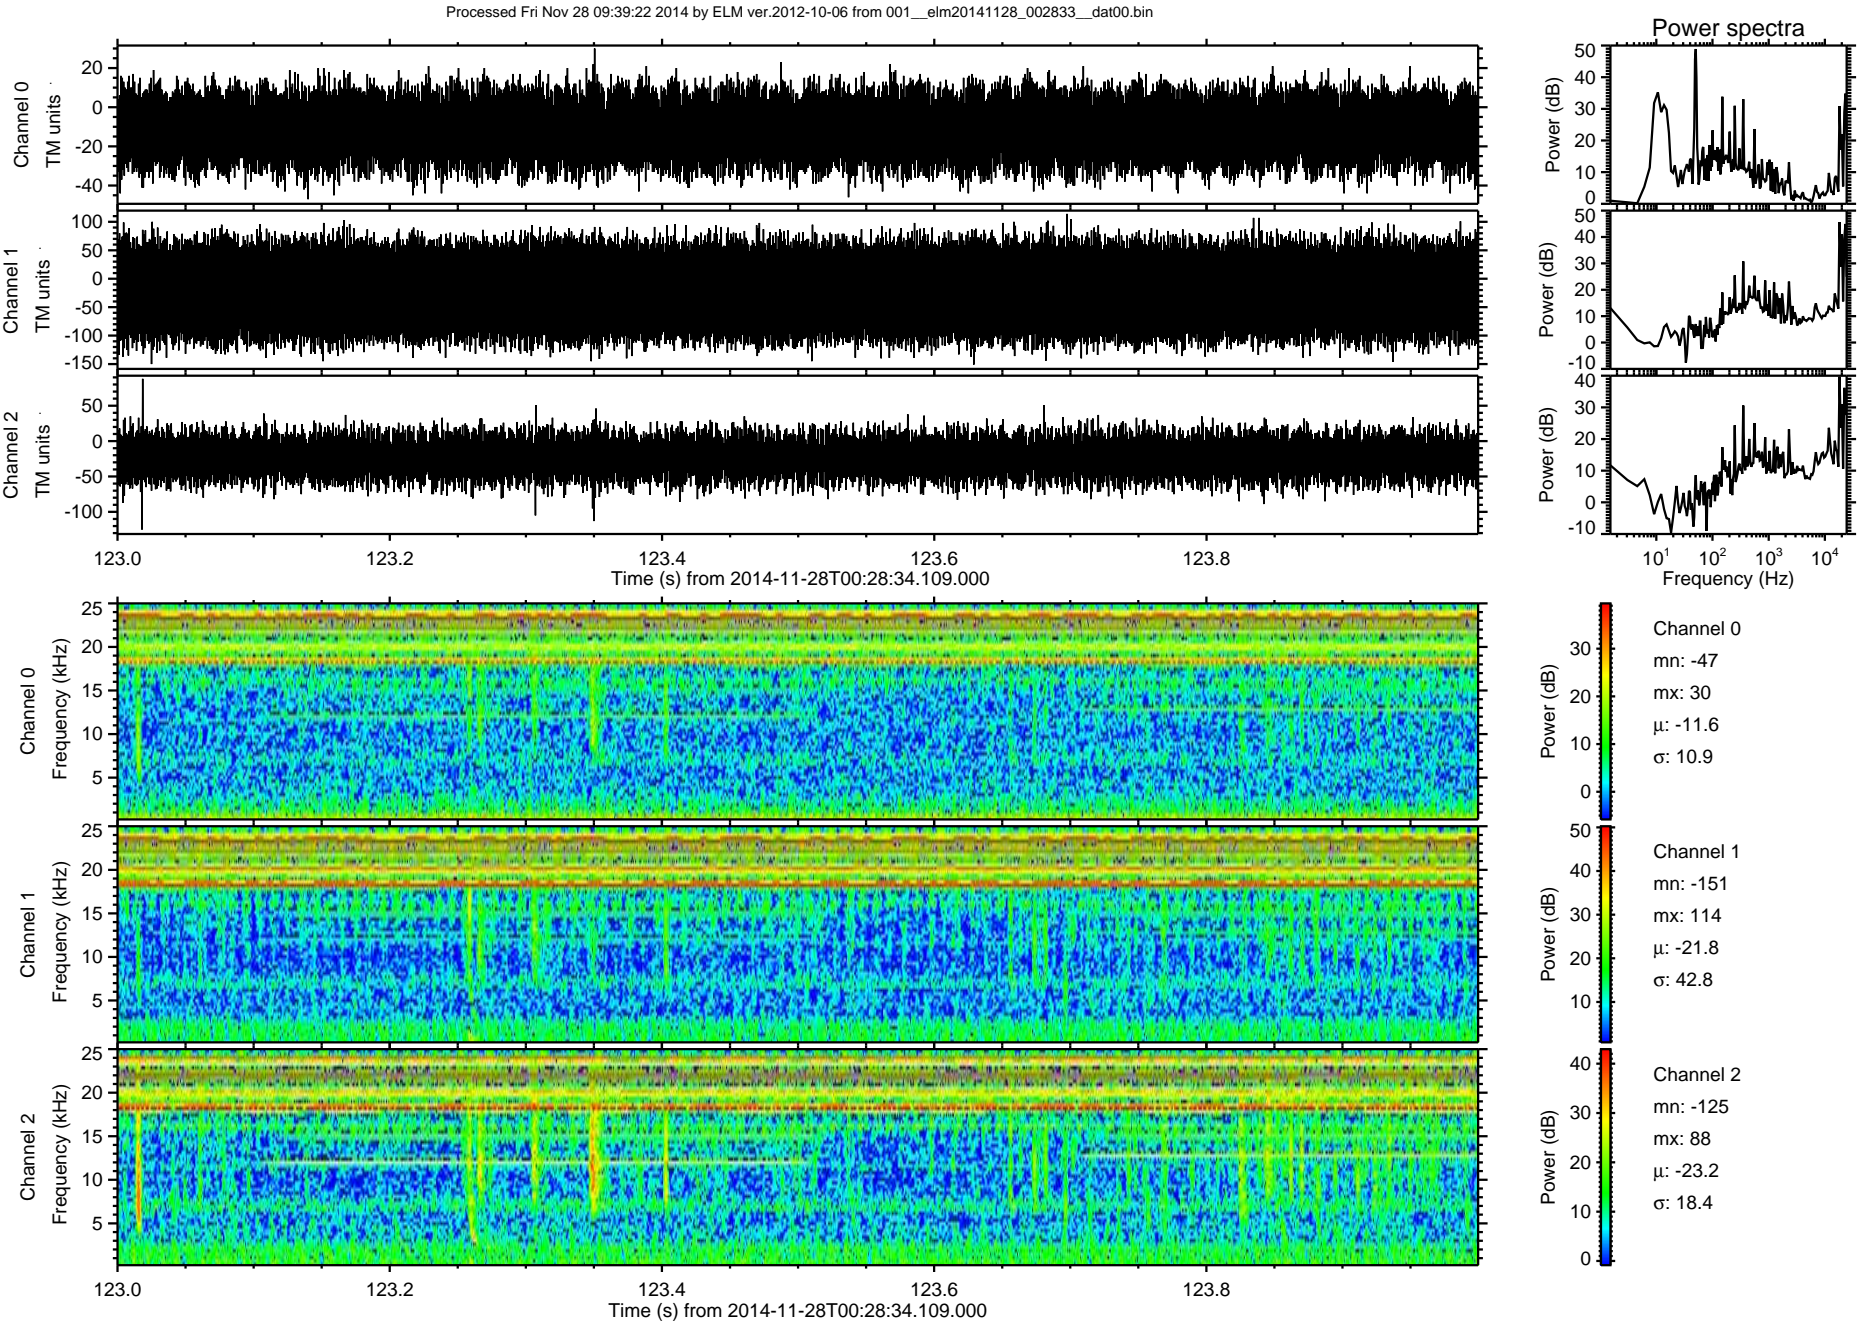 Processed Fri Nov 28 09:39:22 2014 by ELM ver.2012-10-06 from 001__elm20141128_002833__dat00.bin
Power spectra
Channel 0
TM units
20
0
-20
-40
Power (dB)
50
40
30
20
10
0
Channel 1
TM units
100
50
0
-50
-100
-150
Power (dB)
50
40
30
20
10
0
-10
Channel 2
TM units
50
0
-50
-100
Power (dB)
40
30
20
10
0
-10
123.0 123.2 123.4 123.6 123.8
Time (s) from 2014-11-28T00:28:34.109.000
10¹ 10² 10³ 10⁴
Frequency (Hz)
Channel 0
Frequency (kHz)
25
20
15
10
5
Power (dB)
30
20
10
0
Channel 0
mn: -47
mx: 30
μ: -11.6
σ: 10.9
Channel 1
Frequency (kHz)
25
20
15
10
5
Power (dB)
50
40
30
20
10
Channel 1
mn: -151
mx: 114
μ: -21.8
σ: 42.8
Channel 2
Frequency (kHz)
25
20
15
10
5
Power (dB)
40
30
20
10
0
Channel 2
mn: -125
mx: 88
μ: -23.2
σ: 18.4
123.0 123.2 123.4 123.6 123.8
Time (s) from 2014-11-28T00:28:34.109.000